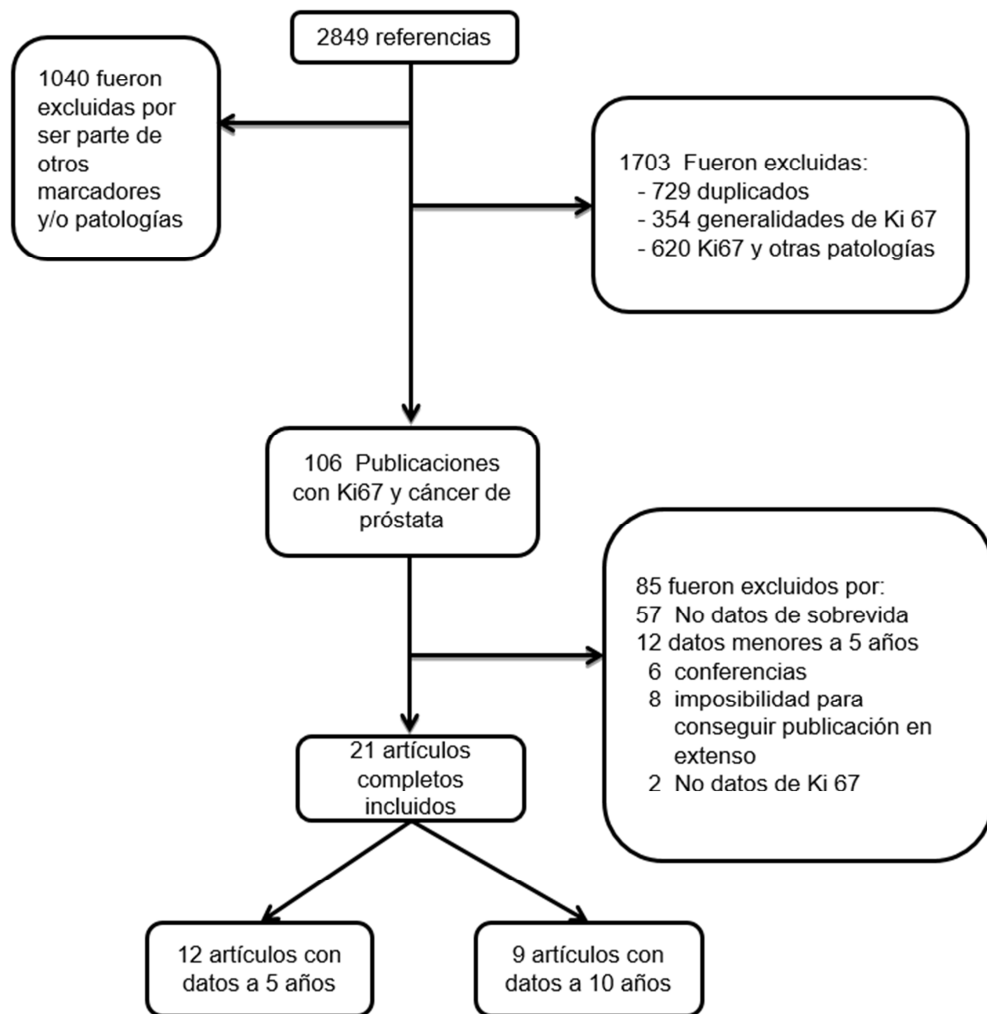 2849 referencias
1040 fueron
excluidas por
ser parte de
otros
marcadores
y/o patologías
1703 Fueron excluidas:
- 729 duplicados
- 354 generalidades de Ki 67
- 620 Ki67 y otras patologías
106 Publicaciones
con Ki67 y cáncer de
próstata
85 fueron excluidos por:
57 No datos de sobrevida
12 datos menores a 5 años
6 conferencias
8 imposibilidad para
conseguir publicación en
extenso
2 No datos de Ki 67
21 artículos
completos
incluidos
12 artículos con
datos a 5 años
9 artículos con
datos a 10 años